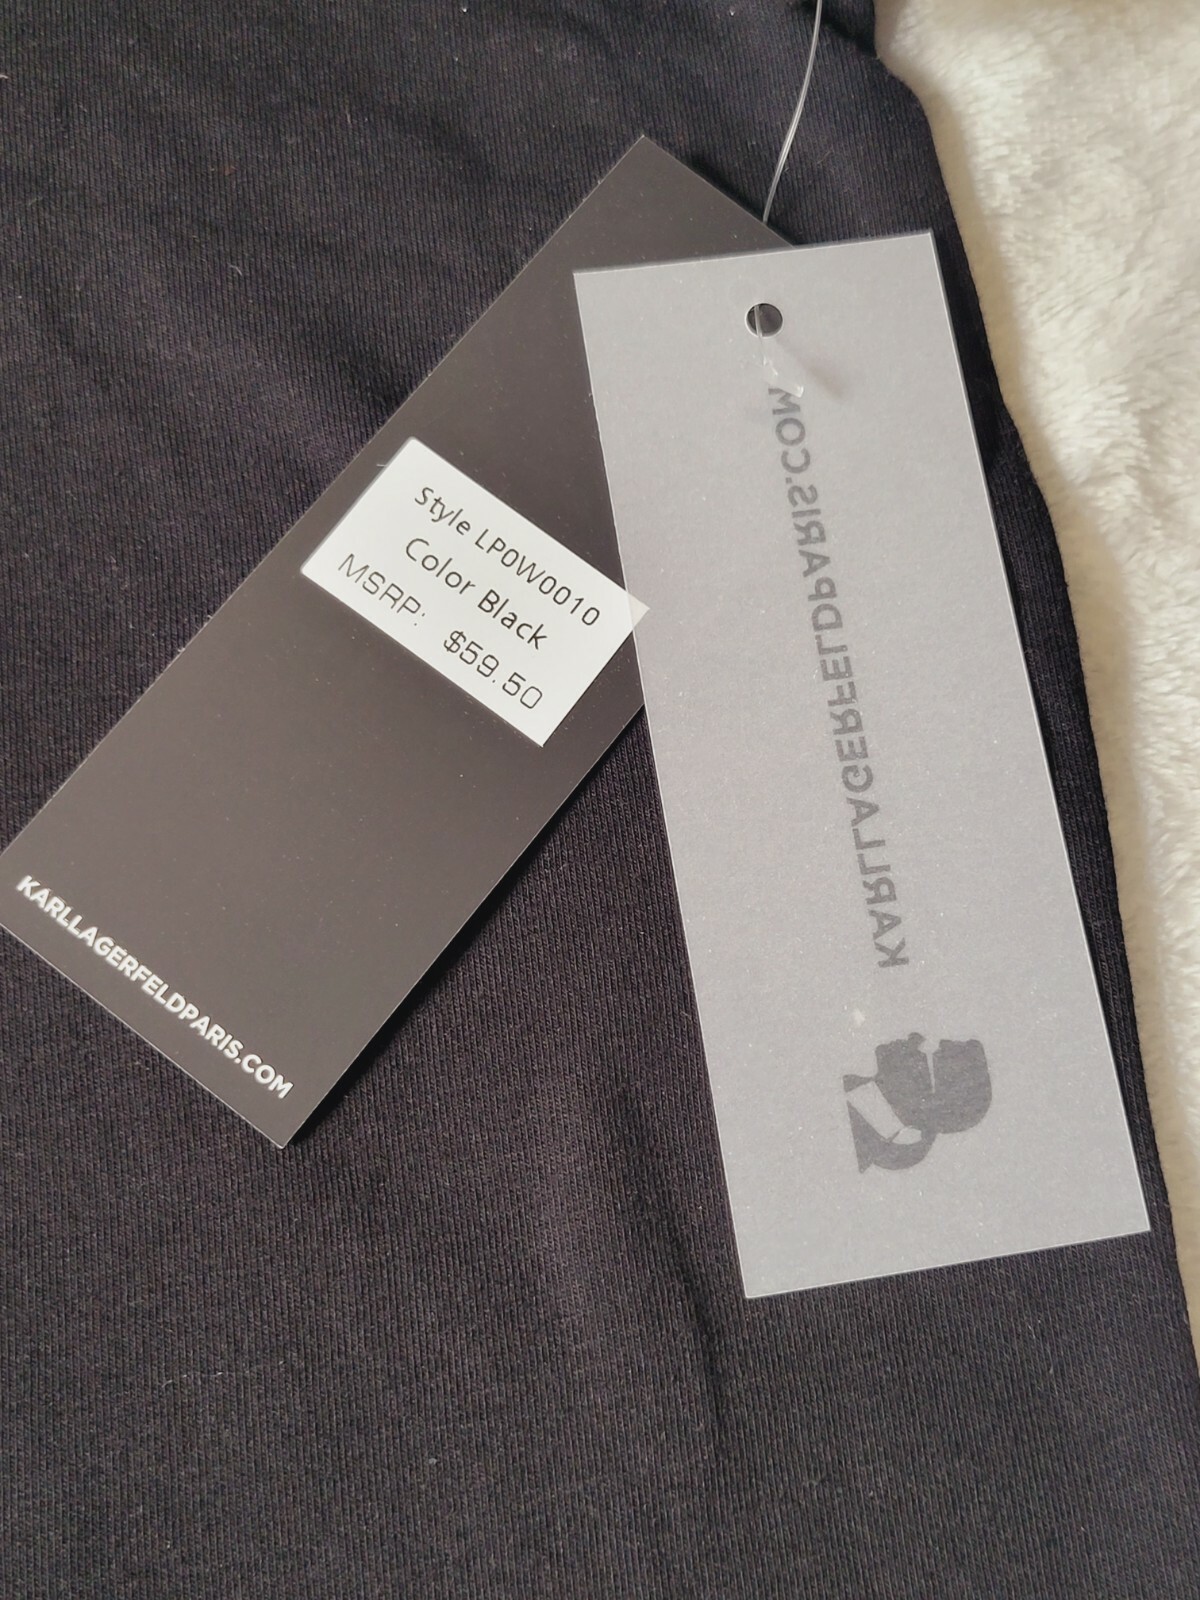 Style LP0W0010
Color Black
MSRP: $59.50
KARLLAGERFELDPARIS.COM
KARLLAGERFELDPARIS.COM